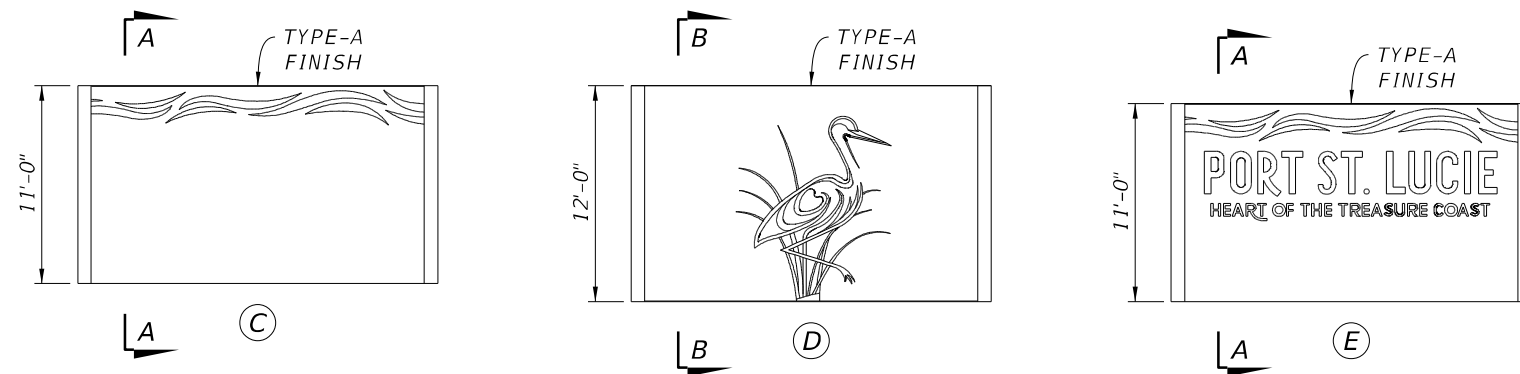 A
TYPE-A
FINISH
11'-0"
A
C
B
TYPE-A
FINISH
12'-0"
B
D
A
TYPE-A
FINISH
11'-0"
PORT ST. LUCIE
HEART OF THE TREASURE COAST
A
E